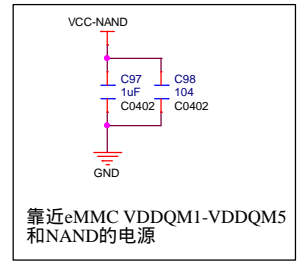 VCC-NAND
C97
1uF
C0402
C98
104
C0402
GND
靠近eMMC VDDQM1-VDDQM5
和NAND的电源